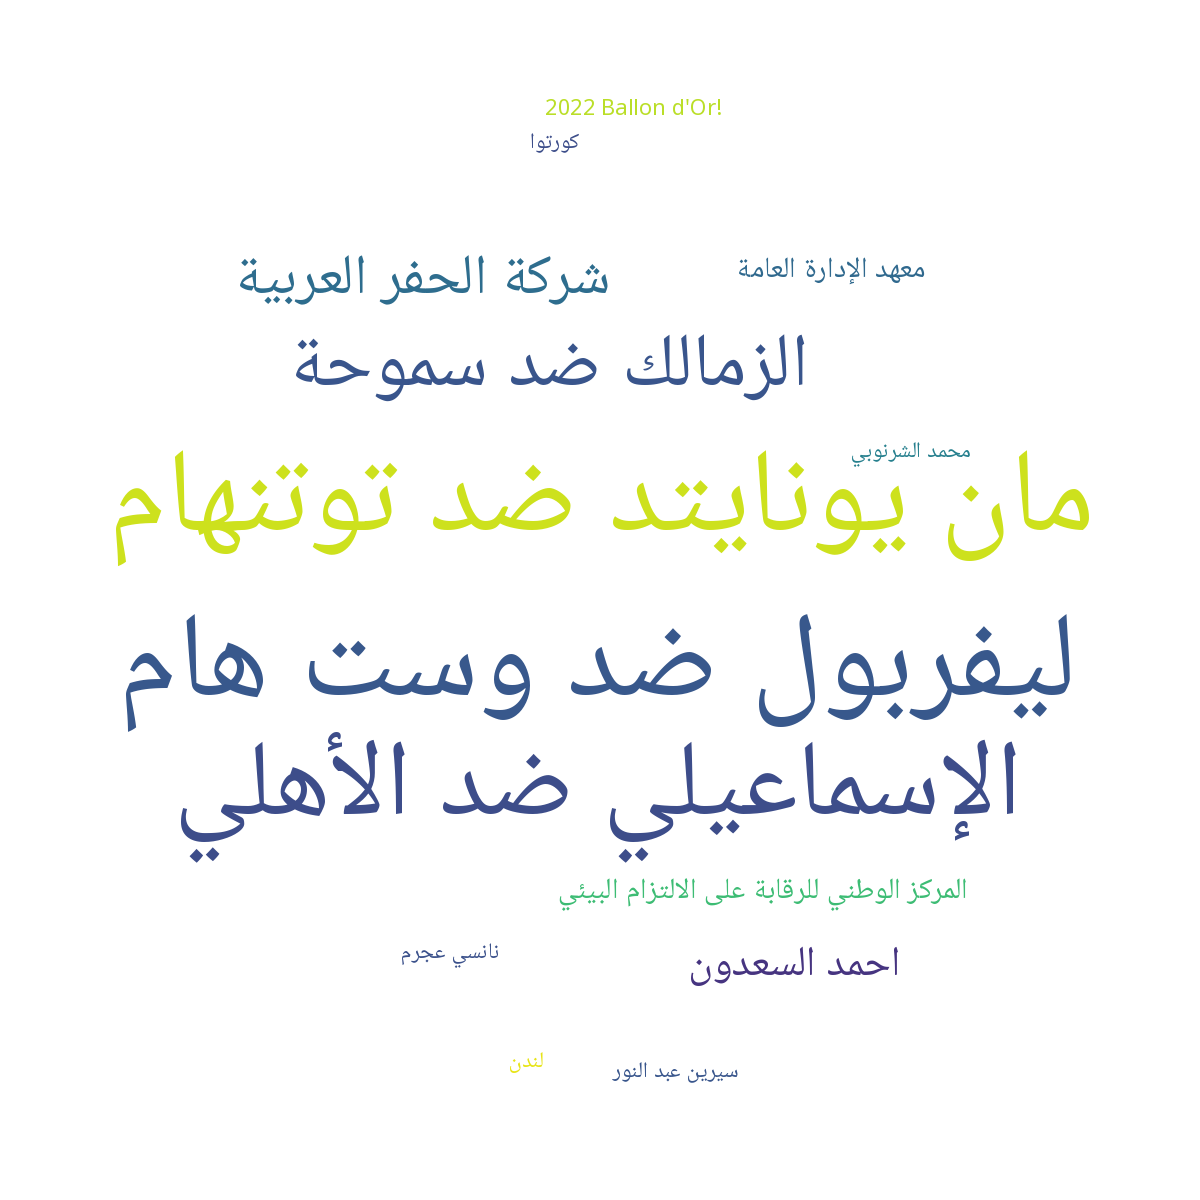 2022 Ballon d'Or!
كورتوا
معهد الإدارة العامة
شركة الحفر العربية
الزمالك ضد سموحة
محمد الشرنوبي
مان يونايتد ضد توتنهام
ليفربول ضد وست هام
الإسماعيلي ضد الأهلي
المركز الوطني للرقابة على الالتزام البيئي
احمد السعدون
نانسي عجرم
لندن
سيرين عبد النور